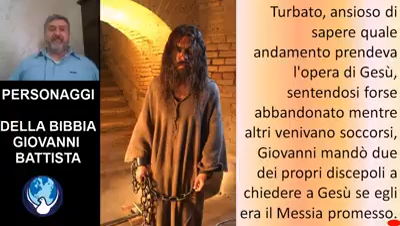 PERSONAGGI
DELLA BIBBIA
GIOVANNI
BATTISTA
Turbato, ansioso di
sapere quale
andamento prendeva
l'opera di Gesù,
sentendosi forse
abbandonato mentre
altri venivano soccorsi,
Giovanni mandò due
dei propri discepoli a
chiedere a Gesù se egli
era il Messia promesso.